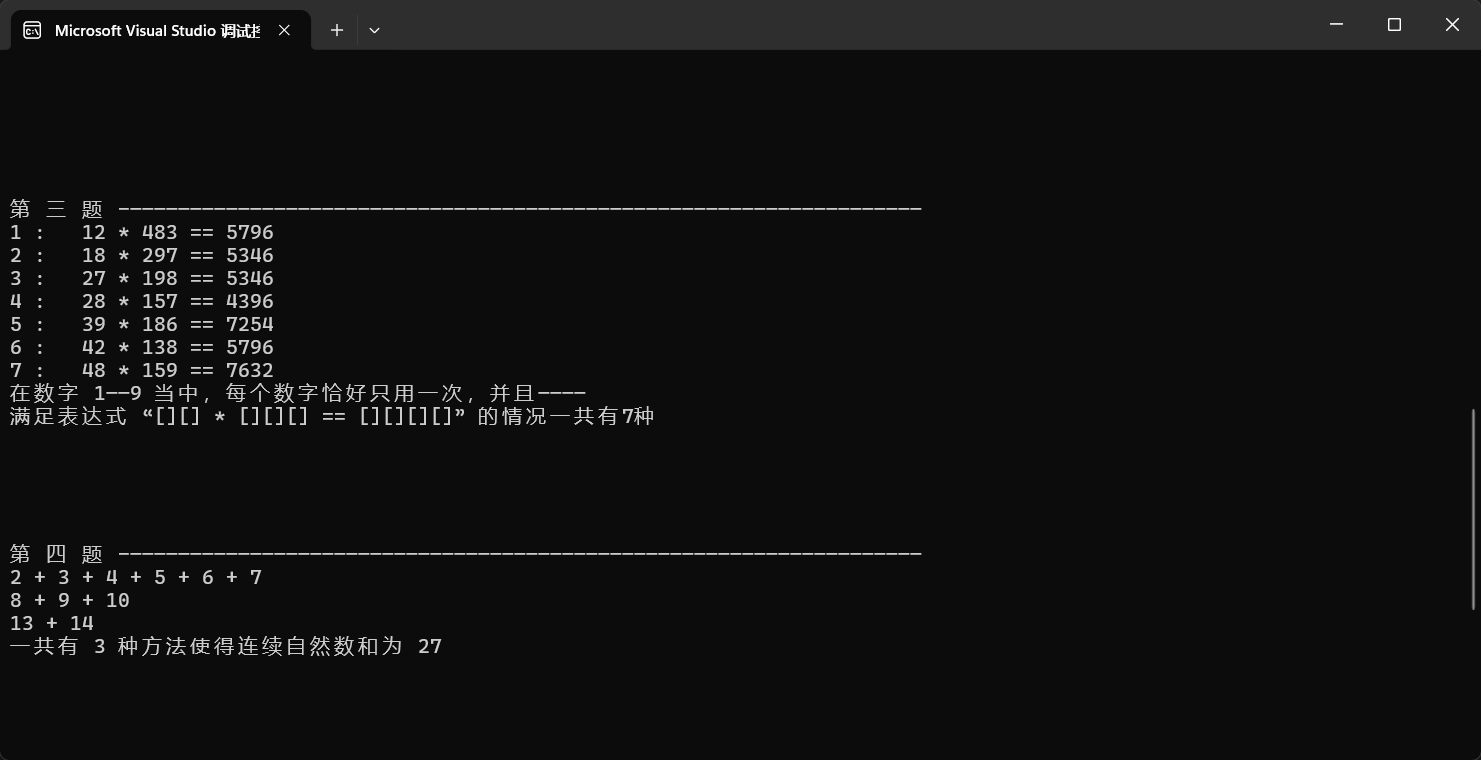 Microsoft Visual Studio 调试
第 三 题 -------------------------------------------------------------------
1 :   12 * 483 == 5796
2 :   18 * 297 == 5346
3 :   27 * 198 == 5346
4 :   28 * 157 == 4396
5 :   39 * 186 == 7254
6 :   42 * 138 == 5796
7 :   48 * 159 == 7632
在数字 1--9 当中，每个数字恰好只用一次，并且----
满足表达式 “[][] * [][][] == [][][][]” 的情况一共有7种
第 四 题 -------------------------------------------------------------------
2 + 3 + 4 + 5 + 6 + 7
8 + 9 + 10
13 + 14
一共有 3 种方法使得连续自然数和为 27